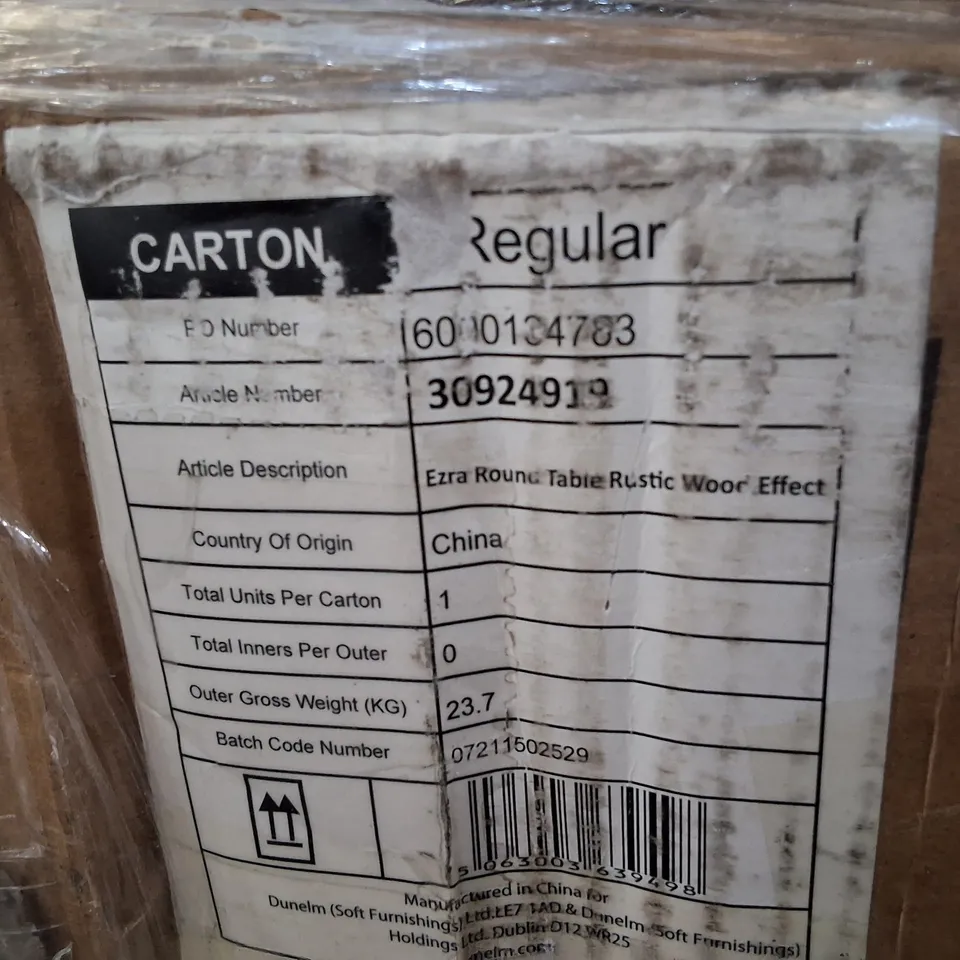 CARTON Regular
PO Number 6000134783
Article Number 30924919
Article Description Ezra Round Table Rustic Wood Effect
Country Of Origin China
Total Units Per Carton 1
Total Inners Per Outer 0
Outer Gross Weight (KG) 23.7
Batch Code Number 07211502529
5 063003 639498
Manufactured in China for
Dunelm (Soft Furnishings) Ltd.LE7 1AD & Dunelm (Soft Furnishings)
Holdings Ltd. Dublin D12 WR25